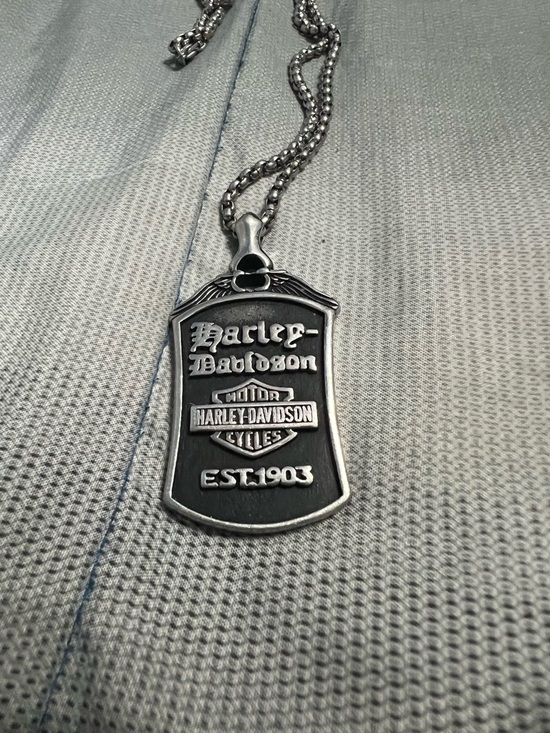 Harley-
Davidson
MOTOR
HARLEY-DAVIDSON
CYCLES
EST.1903